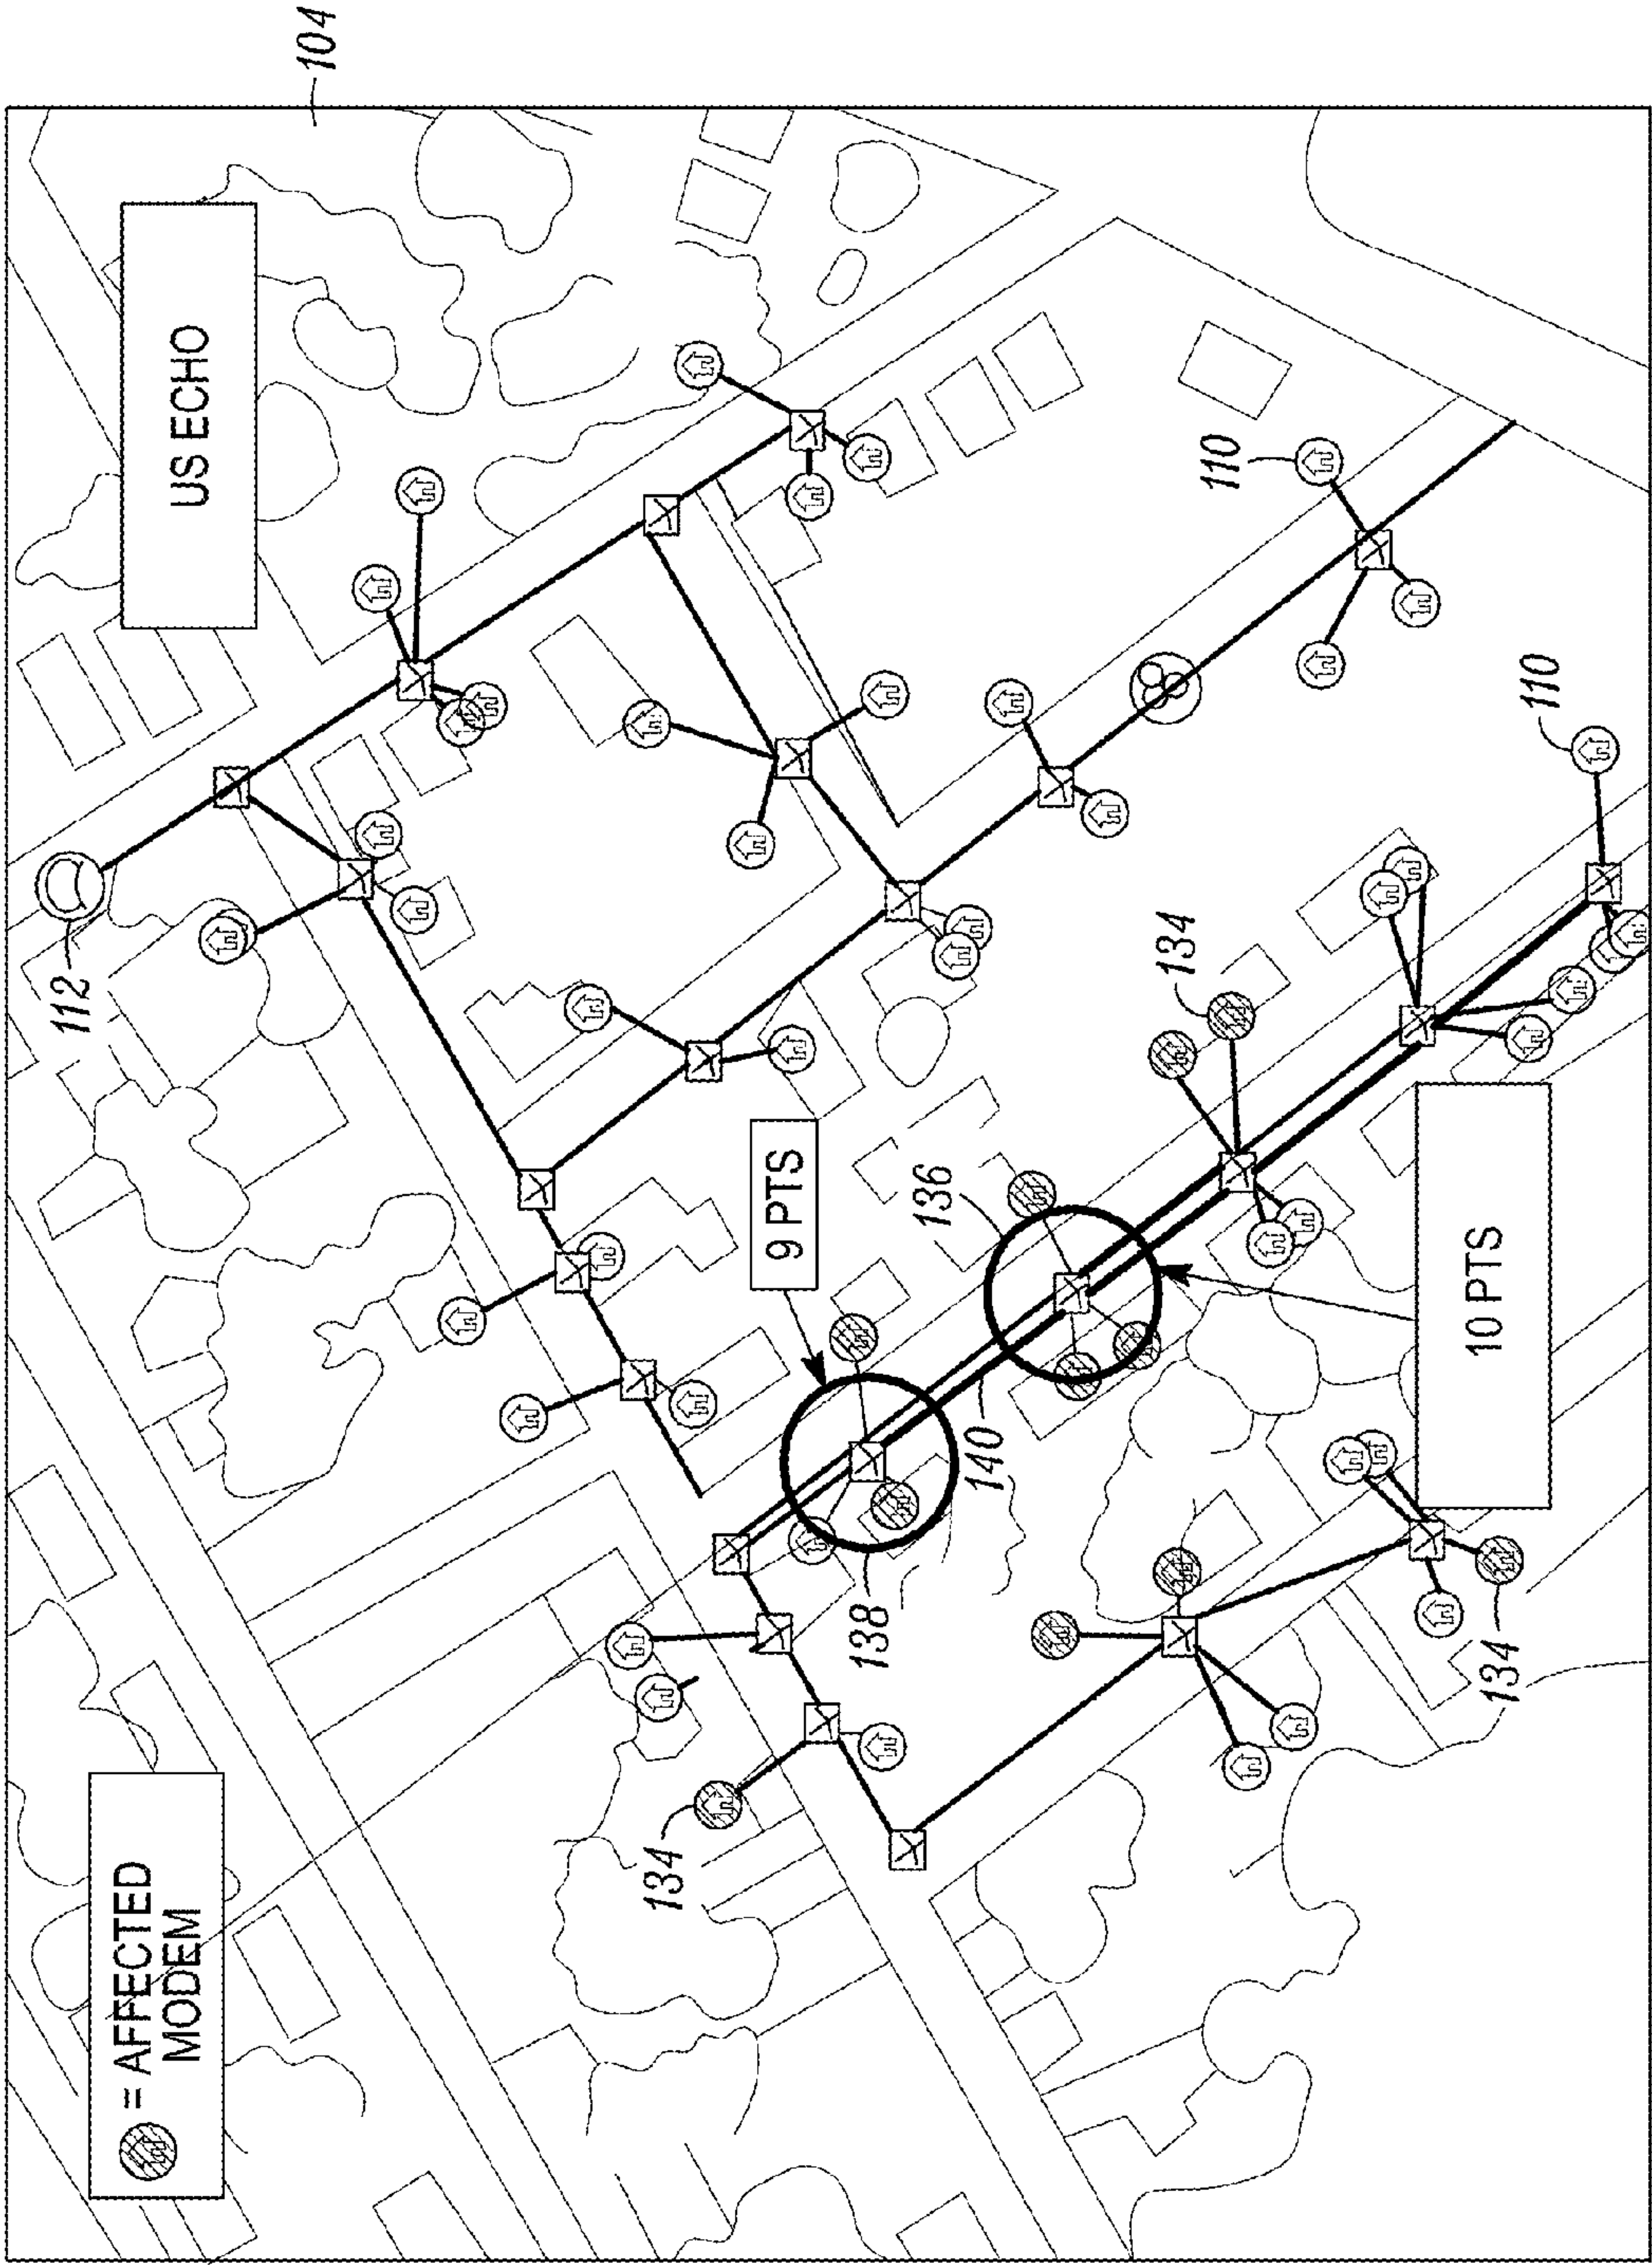 = AFFECTED
MODEM
112
US ECHO
104
134
9 PTS
138
136
140
134
110
10 PTS
134
110